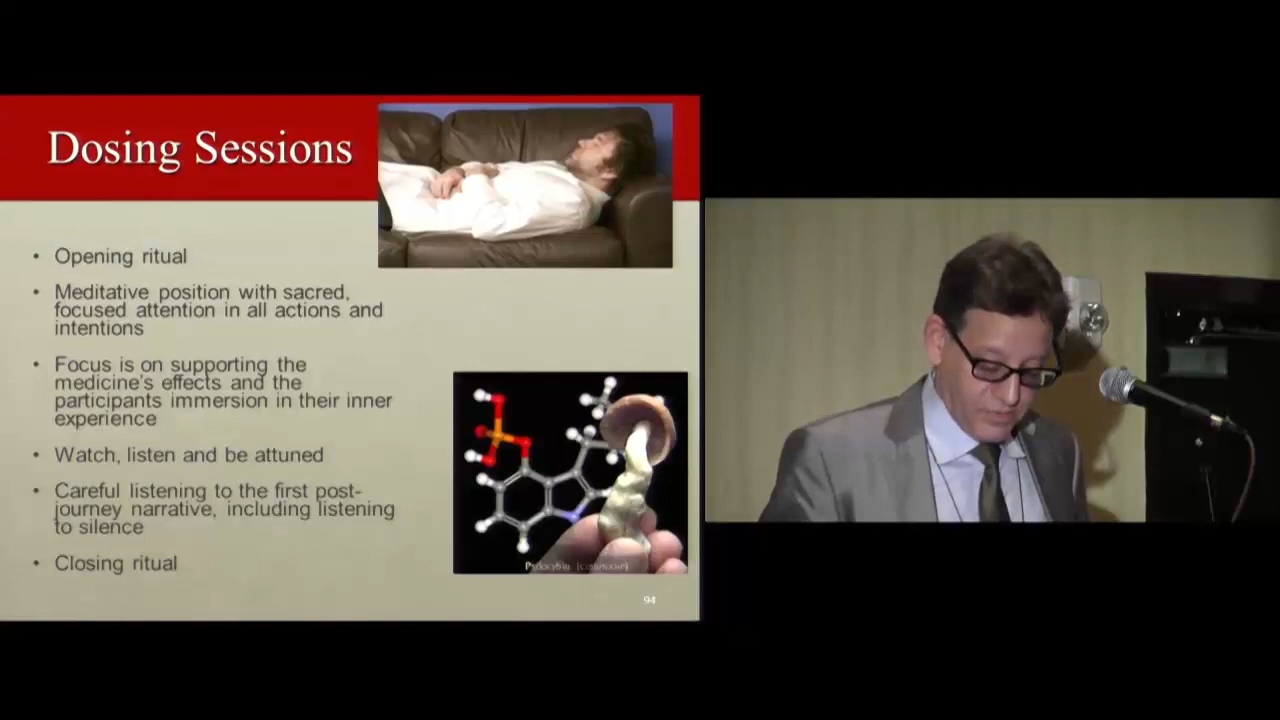 Dosing Sessions
• Opening ritual
• Meditative position with sacred,
focused attention in all actions and
intentions
• Focus is on supporting the
medicine's effects and the
participants immersion in their inner
experience
• Watch, listen and be attuned
• Careful listening to the first post-
journey narrative, including listening
to silence
• Closing ritual
94